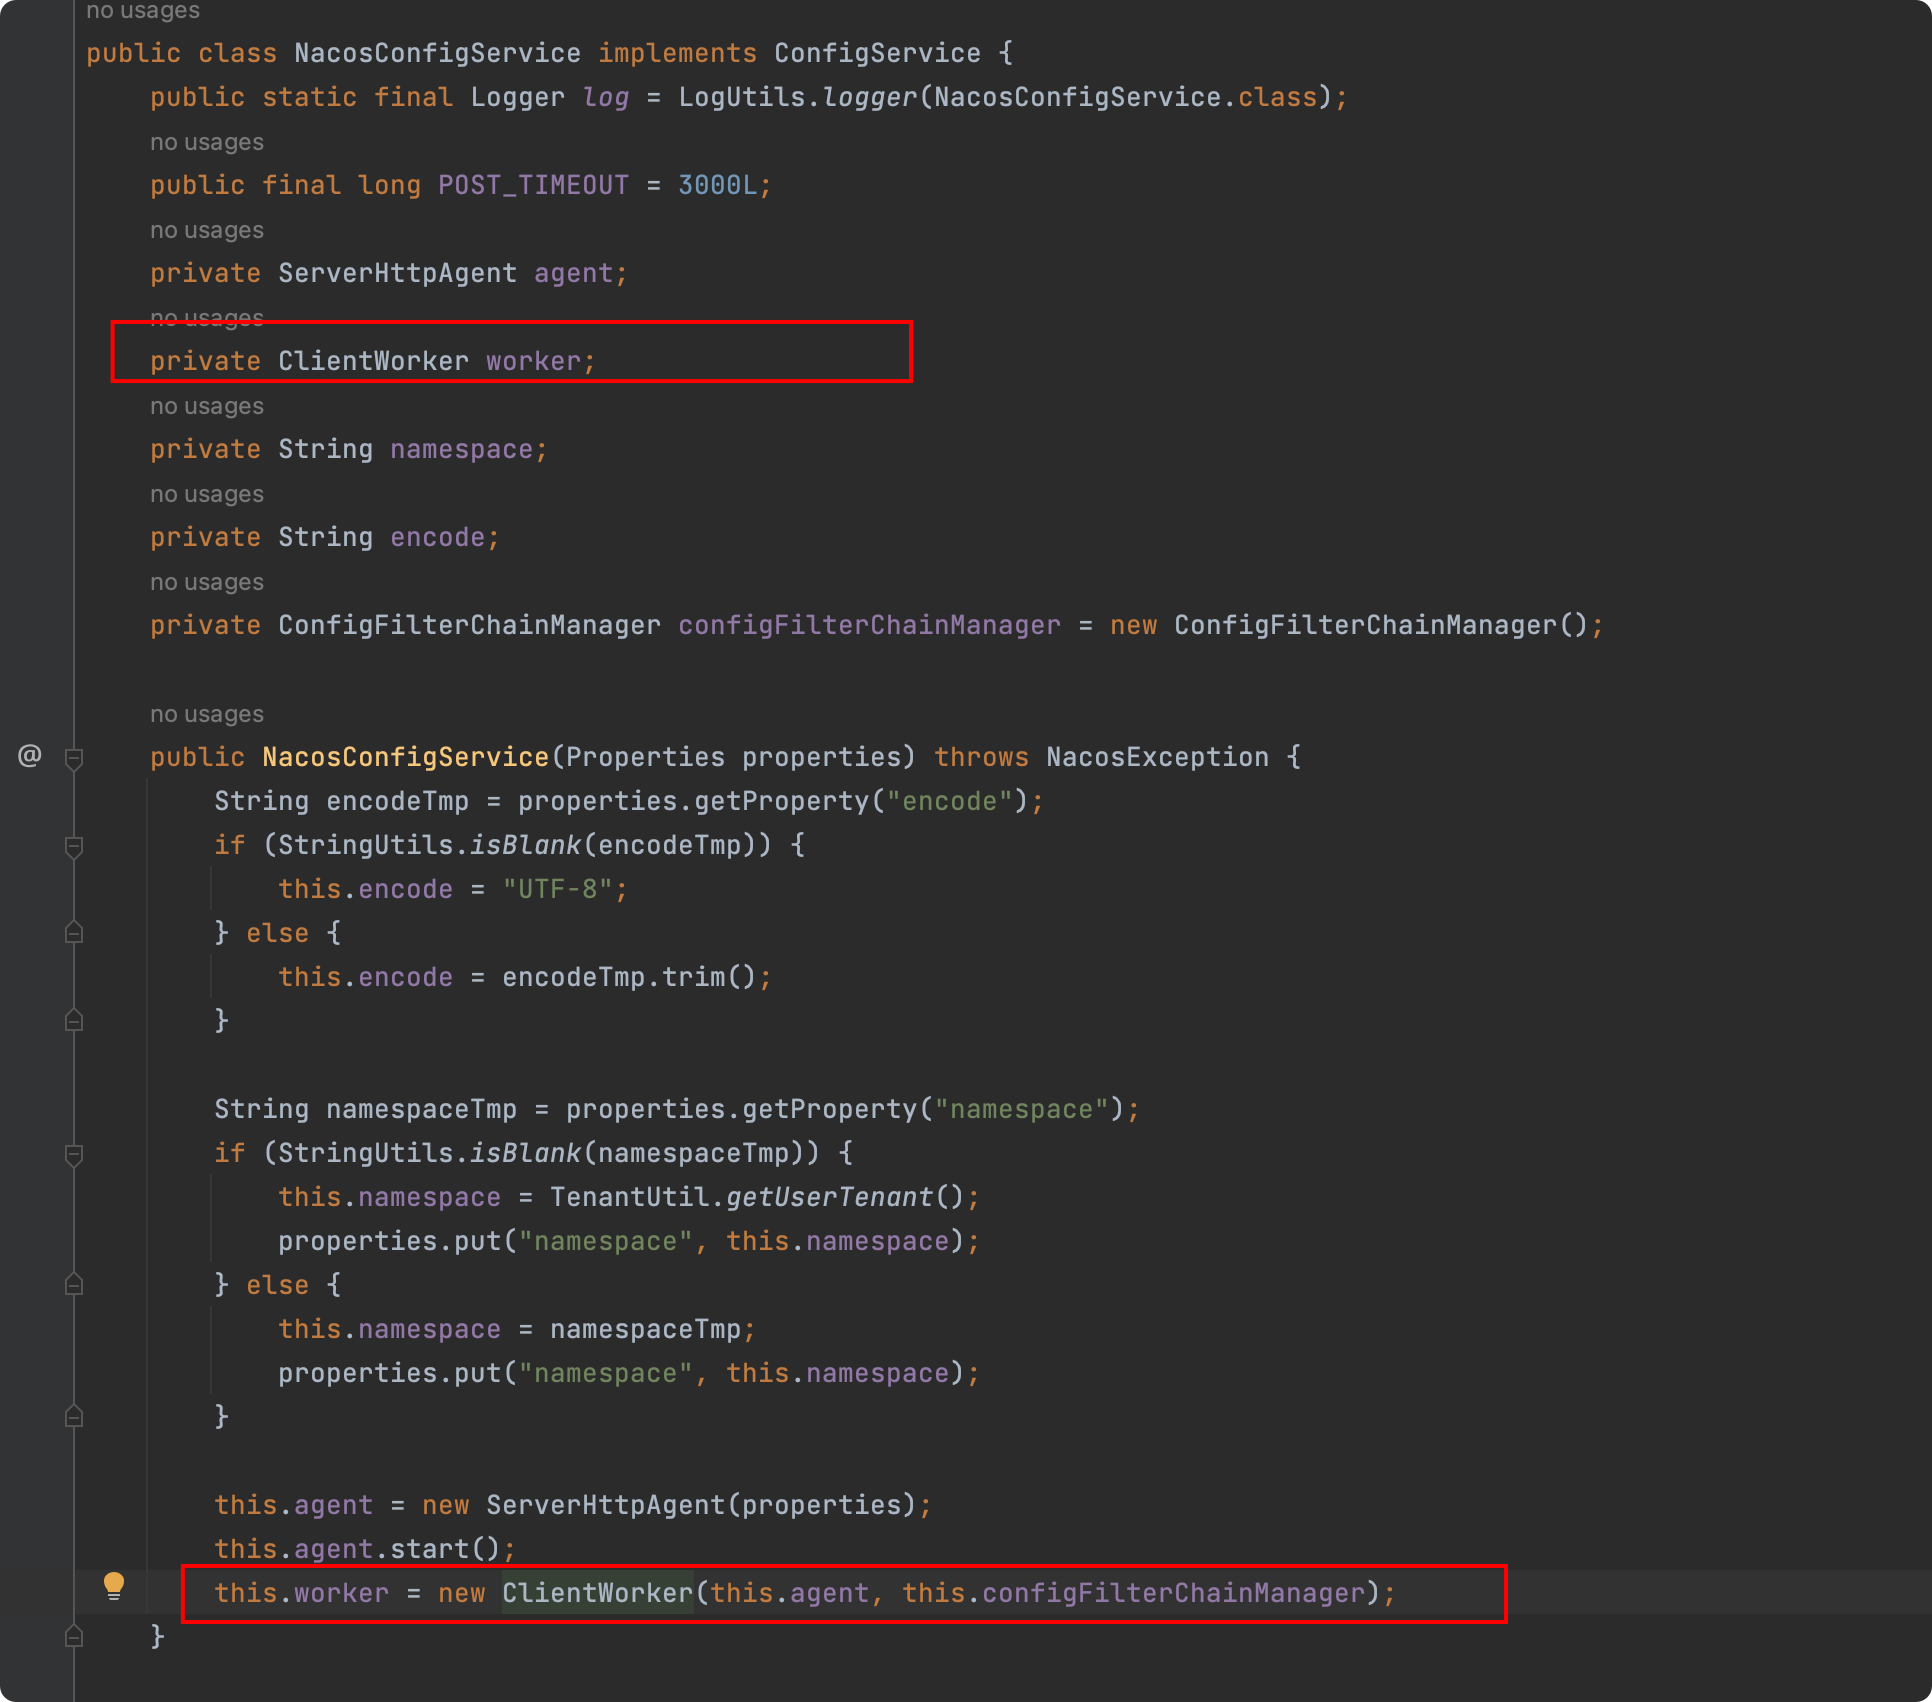 no usages
public class NacosConfigService implements ConfigService {
    public static final Logger log = LogUtils.logger(NacosConfigService.class);
    no usages
    public final long POST_TIMEOUT = 3000L;
    no usages
    private ServerHttpAgent agent;
    no usages
    private ClientWorker worker;
    no usages
    private String namespace;
    no usages
    private String encode;
    no usages
    private ConfigFilterChainManager configFilterChainManager = new ConfigFilterChainManager();
    no usages
@    public NacosConfigService(Properties properties) throws NacosException {
        String encodeTmp = properties.getProperty("encode");
        if (StringUtils.isBlank(encodeTmp)) {
            this.encode = "UTF-8";
        } else {
            this.encode = encodeTmp.trim();
        }
        String namespaceTmp = properties.getProperty("namespace");
        if (StringUtils.isBlank(namespaceTmp)) {
            this.namespace = TenantUtil.getUserTenant();
            properties.put("namespace", this.namespace);
        } else {
            this.namespace = namespaceTmp;
            properties.put("namespace", this.namespace);
        }
        this.agent = new ServerHttpAgent(properties);
        this.agent.start();
        this.worker = new ClientWorker(this.agent, this.configFilterChainManager);
    }